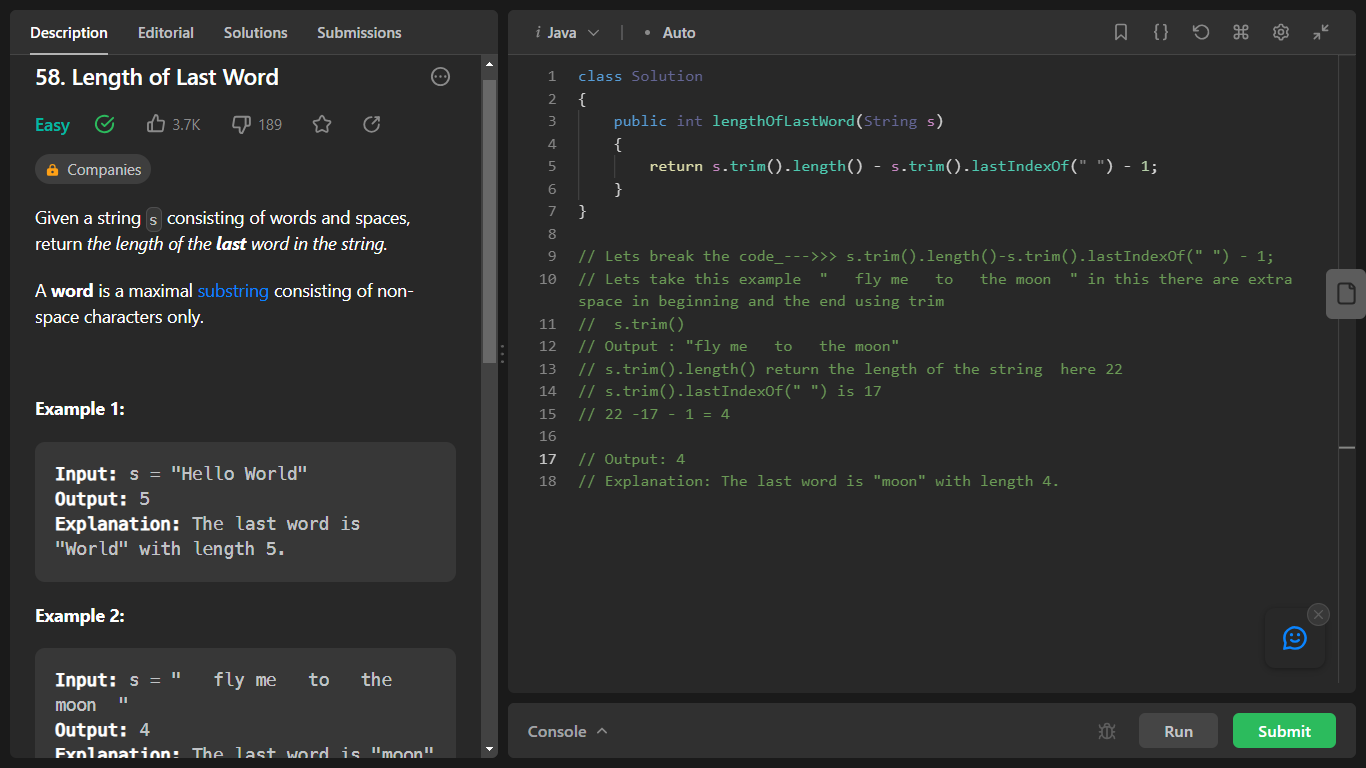 Description Editorial Solutions Submissions
58. Length of Last Word
Easy 3.7K 189
Companies
Given a string s consisting of words and spaces,
return the length of the last word in the string.
A word is a maximal substring consisting of non-
space characters only.
Example 1:
Input: s = "Hello World"
Output: 5
Explanation: The last word is
"World" with length 5.
Example 2:
Input: s = "   fly me   to   the
moon  "
Output: 4
Explanation: The last word is "moon"
i Java | • Auto
1 class Solution
2 {
3     public int lengthOfLastWord(String s)
4     {
5         return s.trim().length() - s.trim().lastIndexOf(" ") - 1;
6     }
7 }
8
9 // Lets break the code_--->>> s.trim().length()-s.trim().lastIndexOf(" ") - 1;
10 // Lets take this example  "   fly me   to   the moon  " in this there are extra
space in beginning and the end using trim
11 //  s.trim()
12 // Output : "fly me   to   the moon"
13 // s.trim().length() return the length of the string  here 22
14 // s.trim().lastIndexOf(" ") is 17
15 // 22 -17 - 1 = 4
16
17 // Output: 4
18 // Explanation: The last word is "moon" with length 4.
Console Run Submit